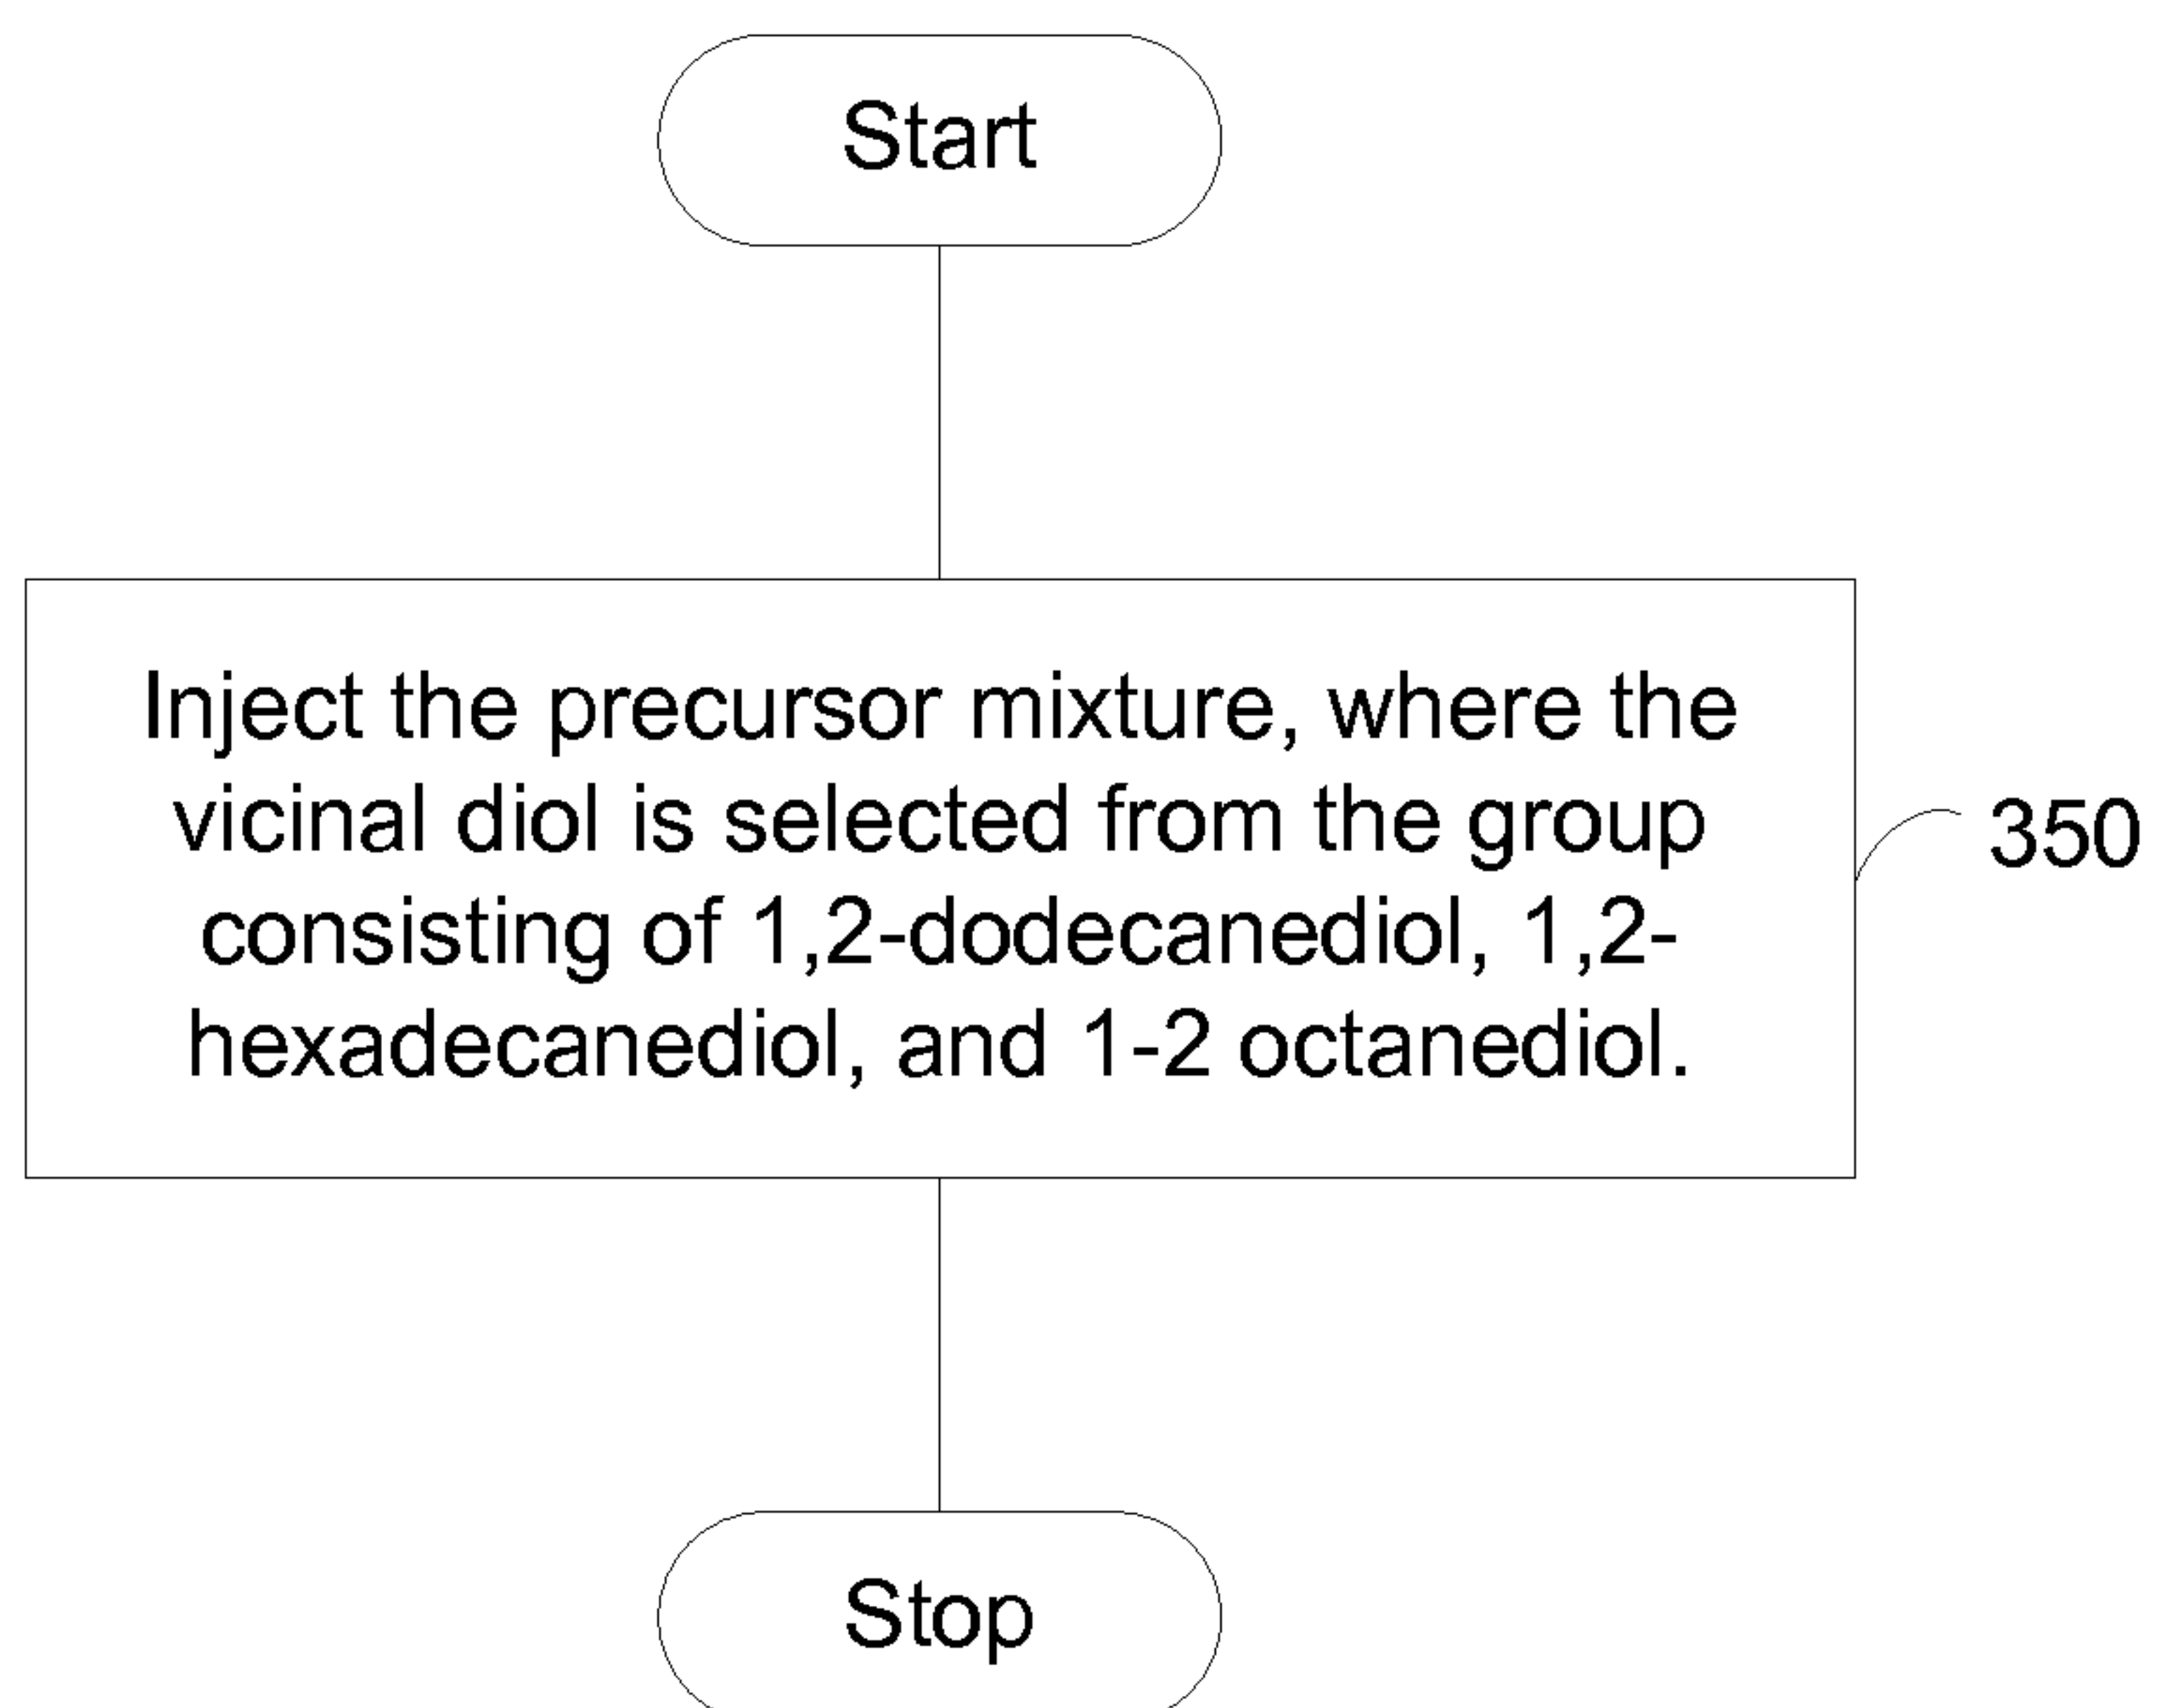 Start
Inject the precursor mixture, where the
vicinal diol is selected from the group
consisting of 1,2-dodecanediol, 1,2-
hexadecanediol, and 1-2 octanediol.
350
Stop